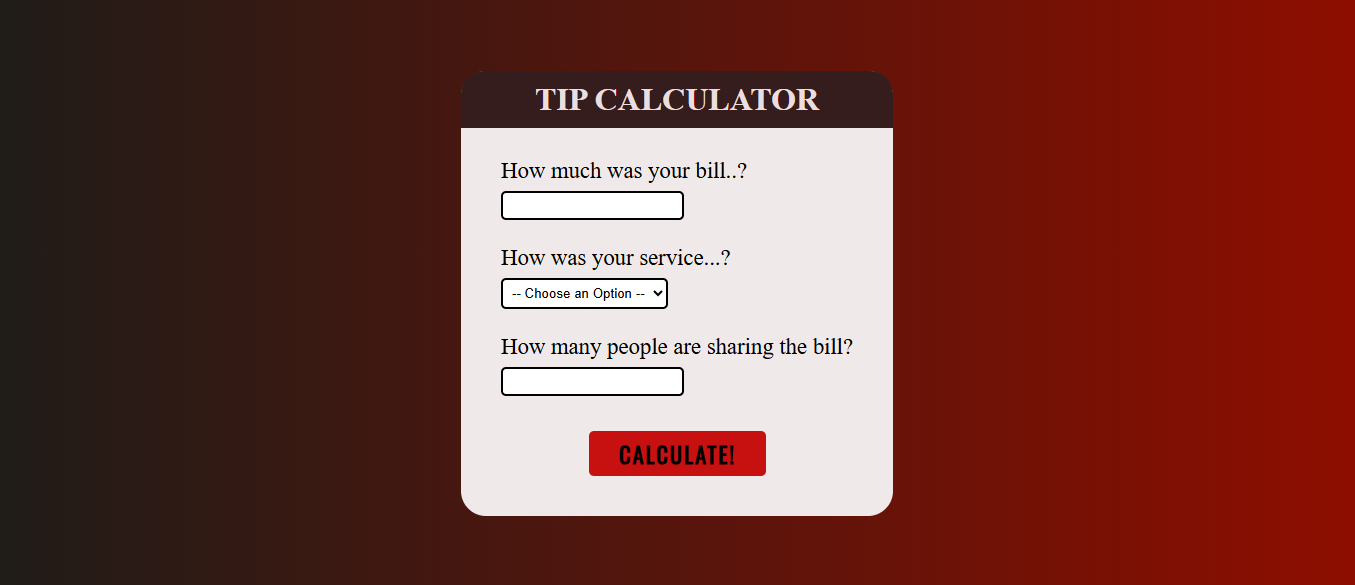 TIP CALCULATOR
How much was your bill..?
How was your service...?
-- Choose an Option --
How many people are sharing the bill?
CALCULATE!